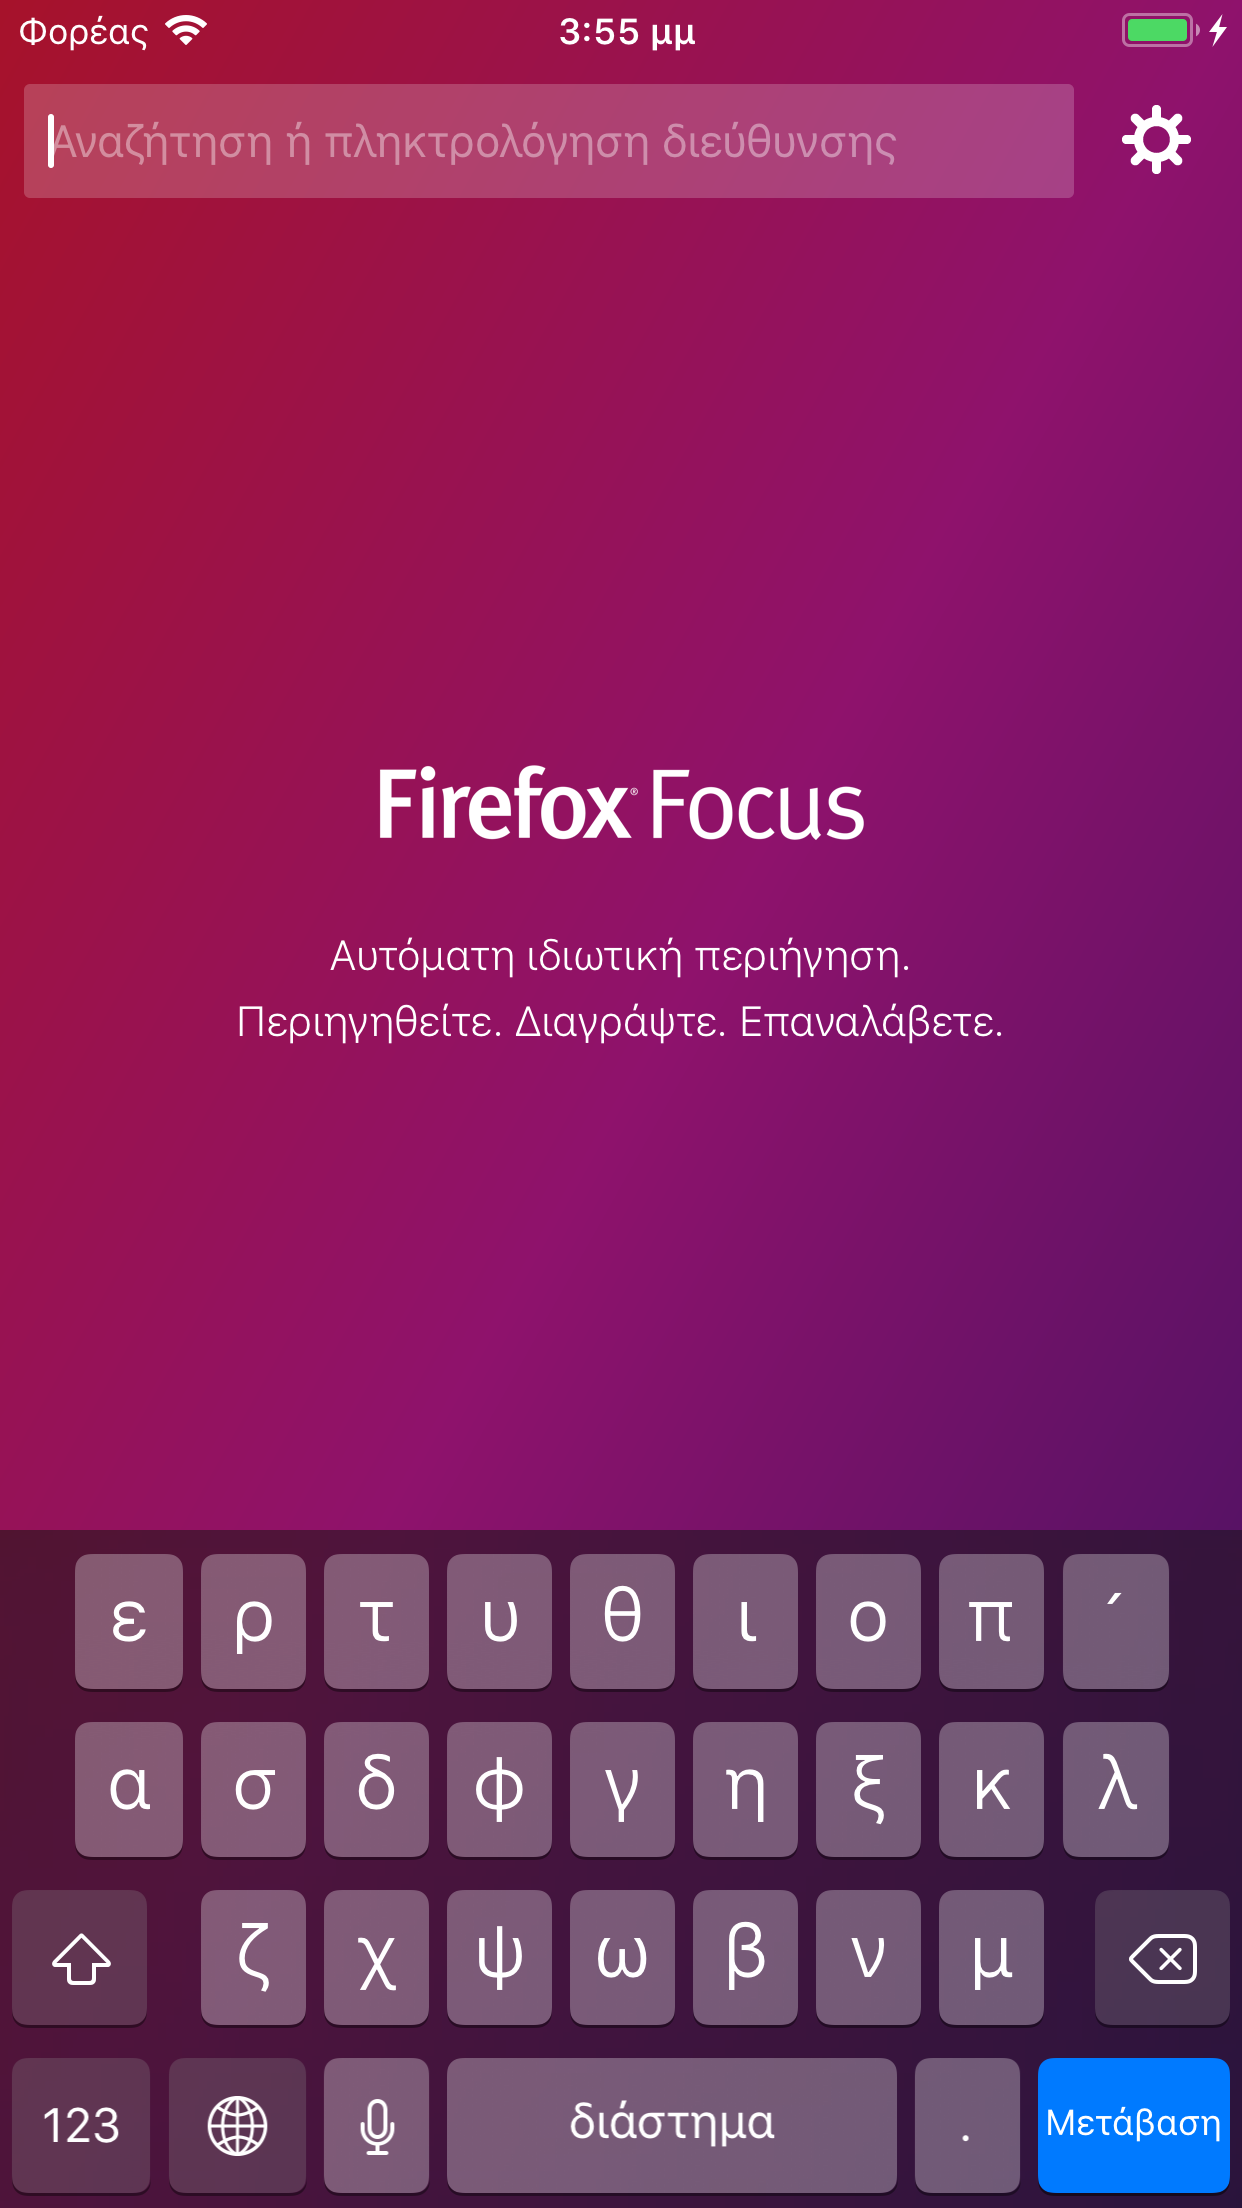 Φορέας 3:55 μμ
Αναζήτηση ή πληκτρολόγηση διεύθυνσης
Firefox® Focus
Αυτόματη ιδιωτική περιήγηση.
Περιηγηθείτε. Διαγράψτε. Επαναλάβετε.
ε ρ τ υ θ ι ο π ΄
α σ δ φ γ η ξ κ λ
ζ χ ψ ω β ν μ
123 διάστημα . Μετάβαση